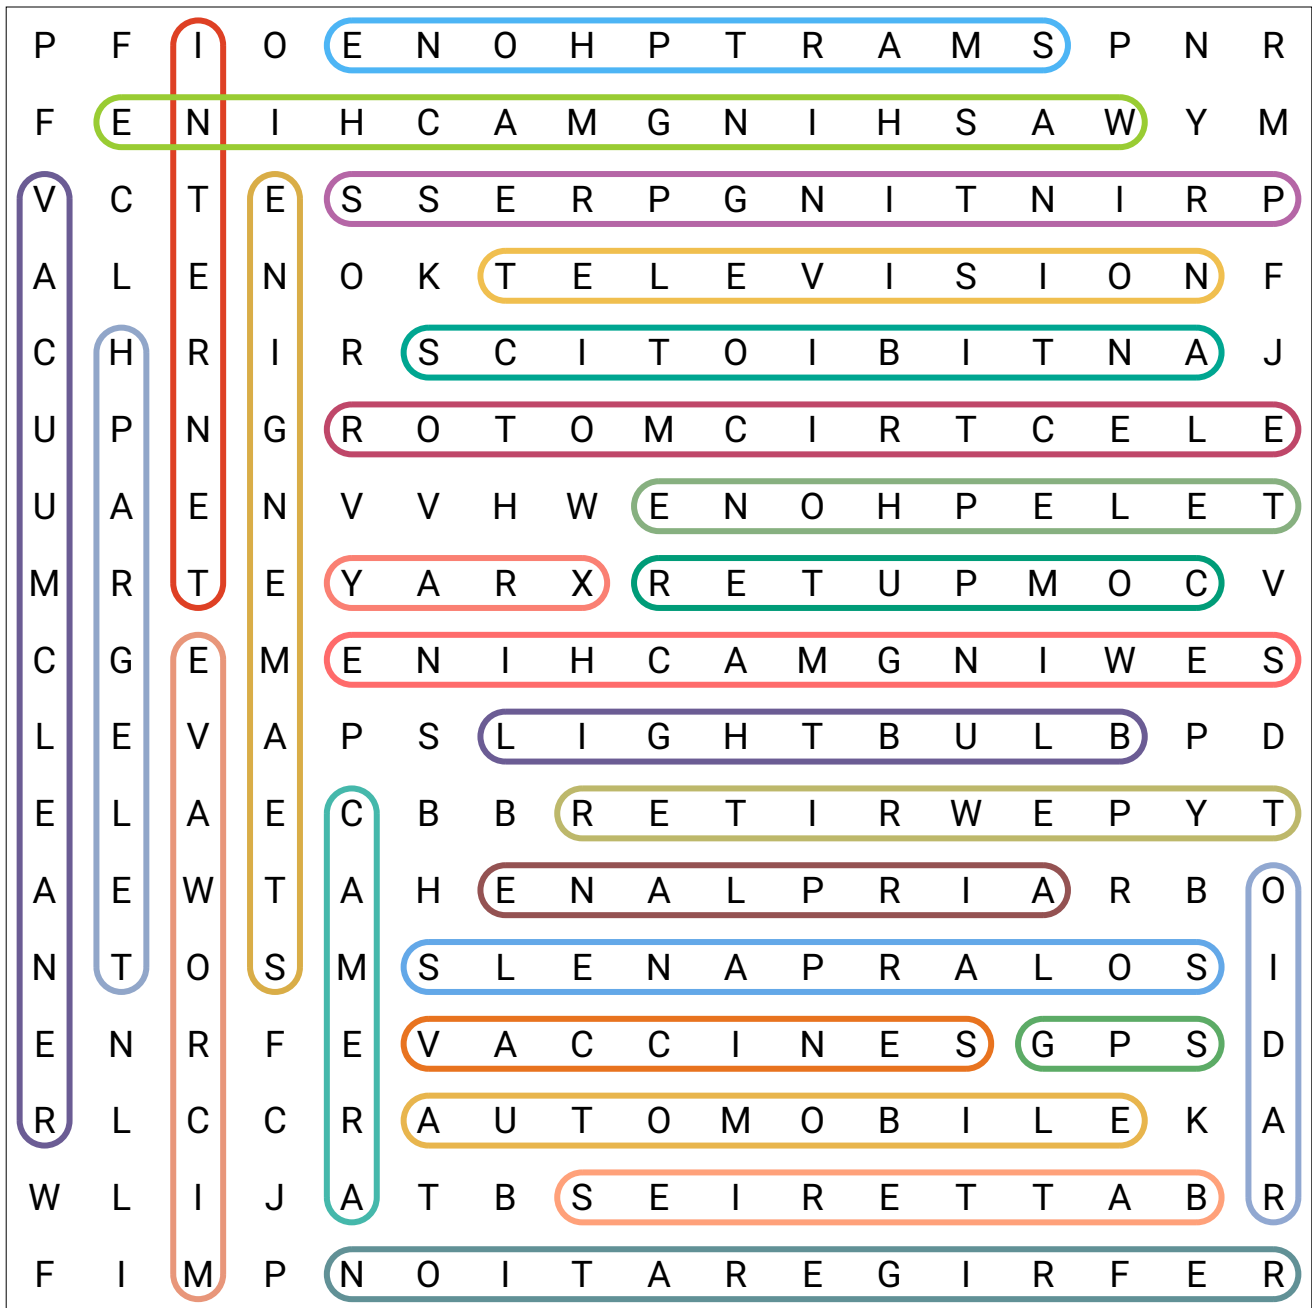 P F I O E N O H P T R A M S P N R
F E N I H C A M G N I H S A W Y M
V C T E S S E R P G N I T N I R P
A L E N O K T E L E V I S I O N F
C H R I R S C I T O I B I T N A J
U P N G R O T O M C I R T C E L E
U A E N V V H W E N O H P E L E T
M R T E Y A R X R E T U P M O C V
C G E M E N I H C A M G N I W E S
L E V A P S L I G H T B U L B P D
E L A E C B B R E T I R W E P Y T
A E W T A H E N A L P R I A R B O
N T O S M S L E N A P R A L O S I
E N R F E V A C C I N E S G P S D
R L C C R A U T O M O B I L E K A
W L I J A T B S E I R E T T A B R
F I M P N O I T A R E G I R F E R